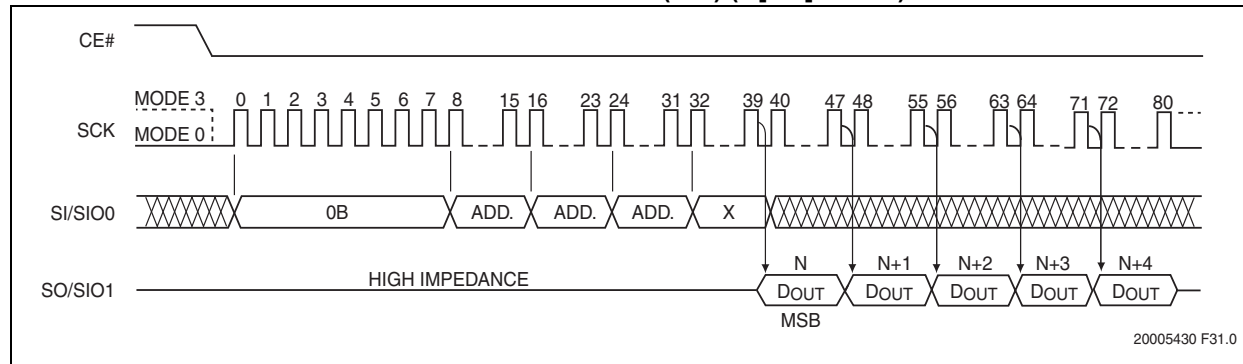 CE#
MODE 3 0 1 2 3 4 5 6 7 8 15 16 23 24 31 32 39 40 47 48 55 56 63 64 71 72 80
SCK MODE 0
SI/SIO0 0B ADD. ADD. ADD. X
N N+1 N+2 N+3 N+4
HIGH IMPEDANCE
SO/SIO1 DOUT DOUT DOUT DOUT DOUT
MSB
20005430 F31.0